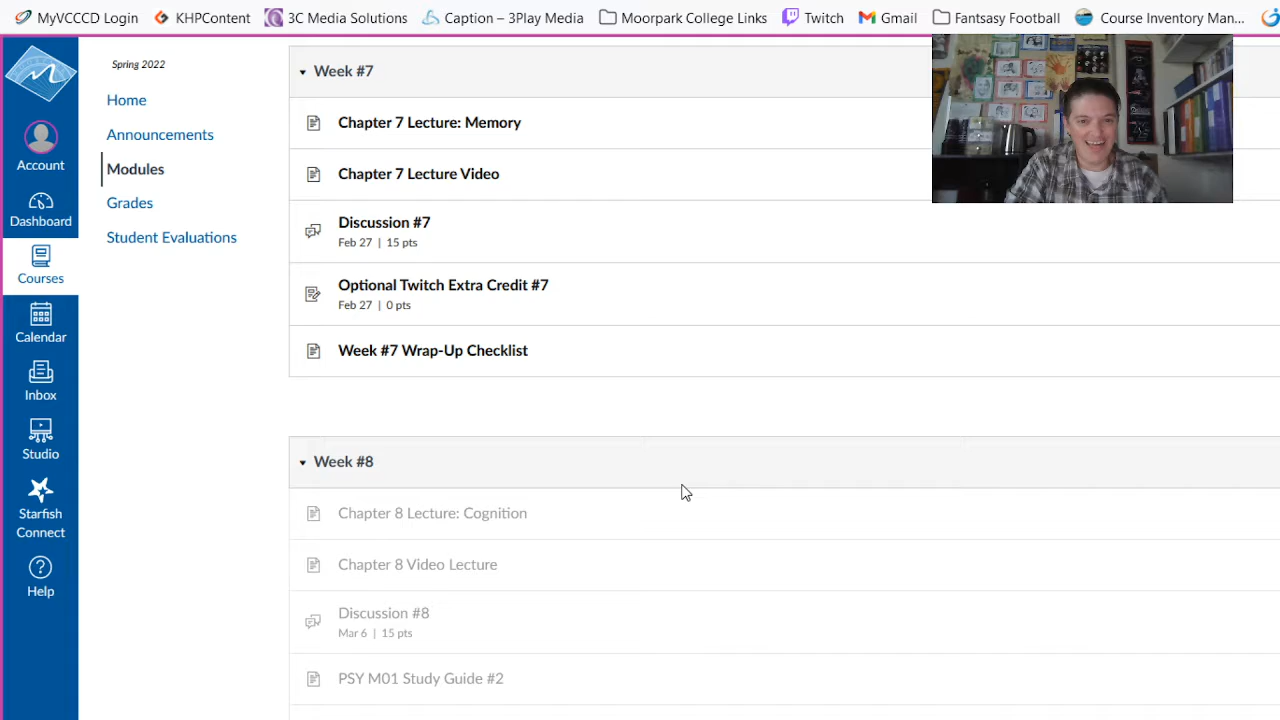 MyVCCCD KHPContent 3C Media Solutions Caption – 3Play Media Moorpark College Links Twitch Gmail Fantsasy Football Course Inventory Man...
Spring 2022
Home
Announcements
Modules
Grades
Student Evaluations
Account
Dashboard
Courses
Calendar
Inbox
Studio
Starfish
Connect
Help
Week #7
Chapter 7 Lecture: Memory
Chapter 7 Lecture Video
Discussion #7
Feb 27 | 15 pts
Optional Twitch Extra Credit #7
Feb 27 | 0 pts
Week #7 Wrap-Up Checklist
Week #8
Chapter 8 Lecture: Cognition
Chapter 8 Video Lecture
Discussion #8
Mar 6 | 15 pts
PSY M01 Study Guide #2